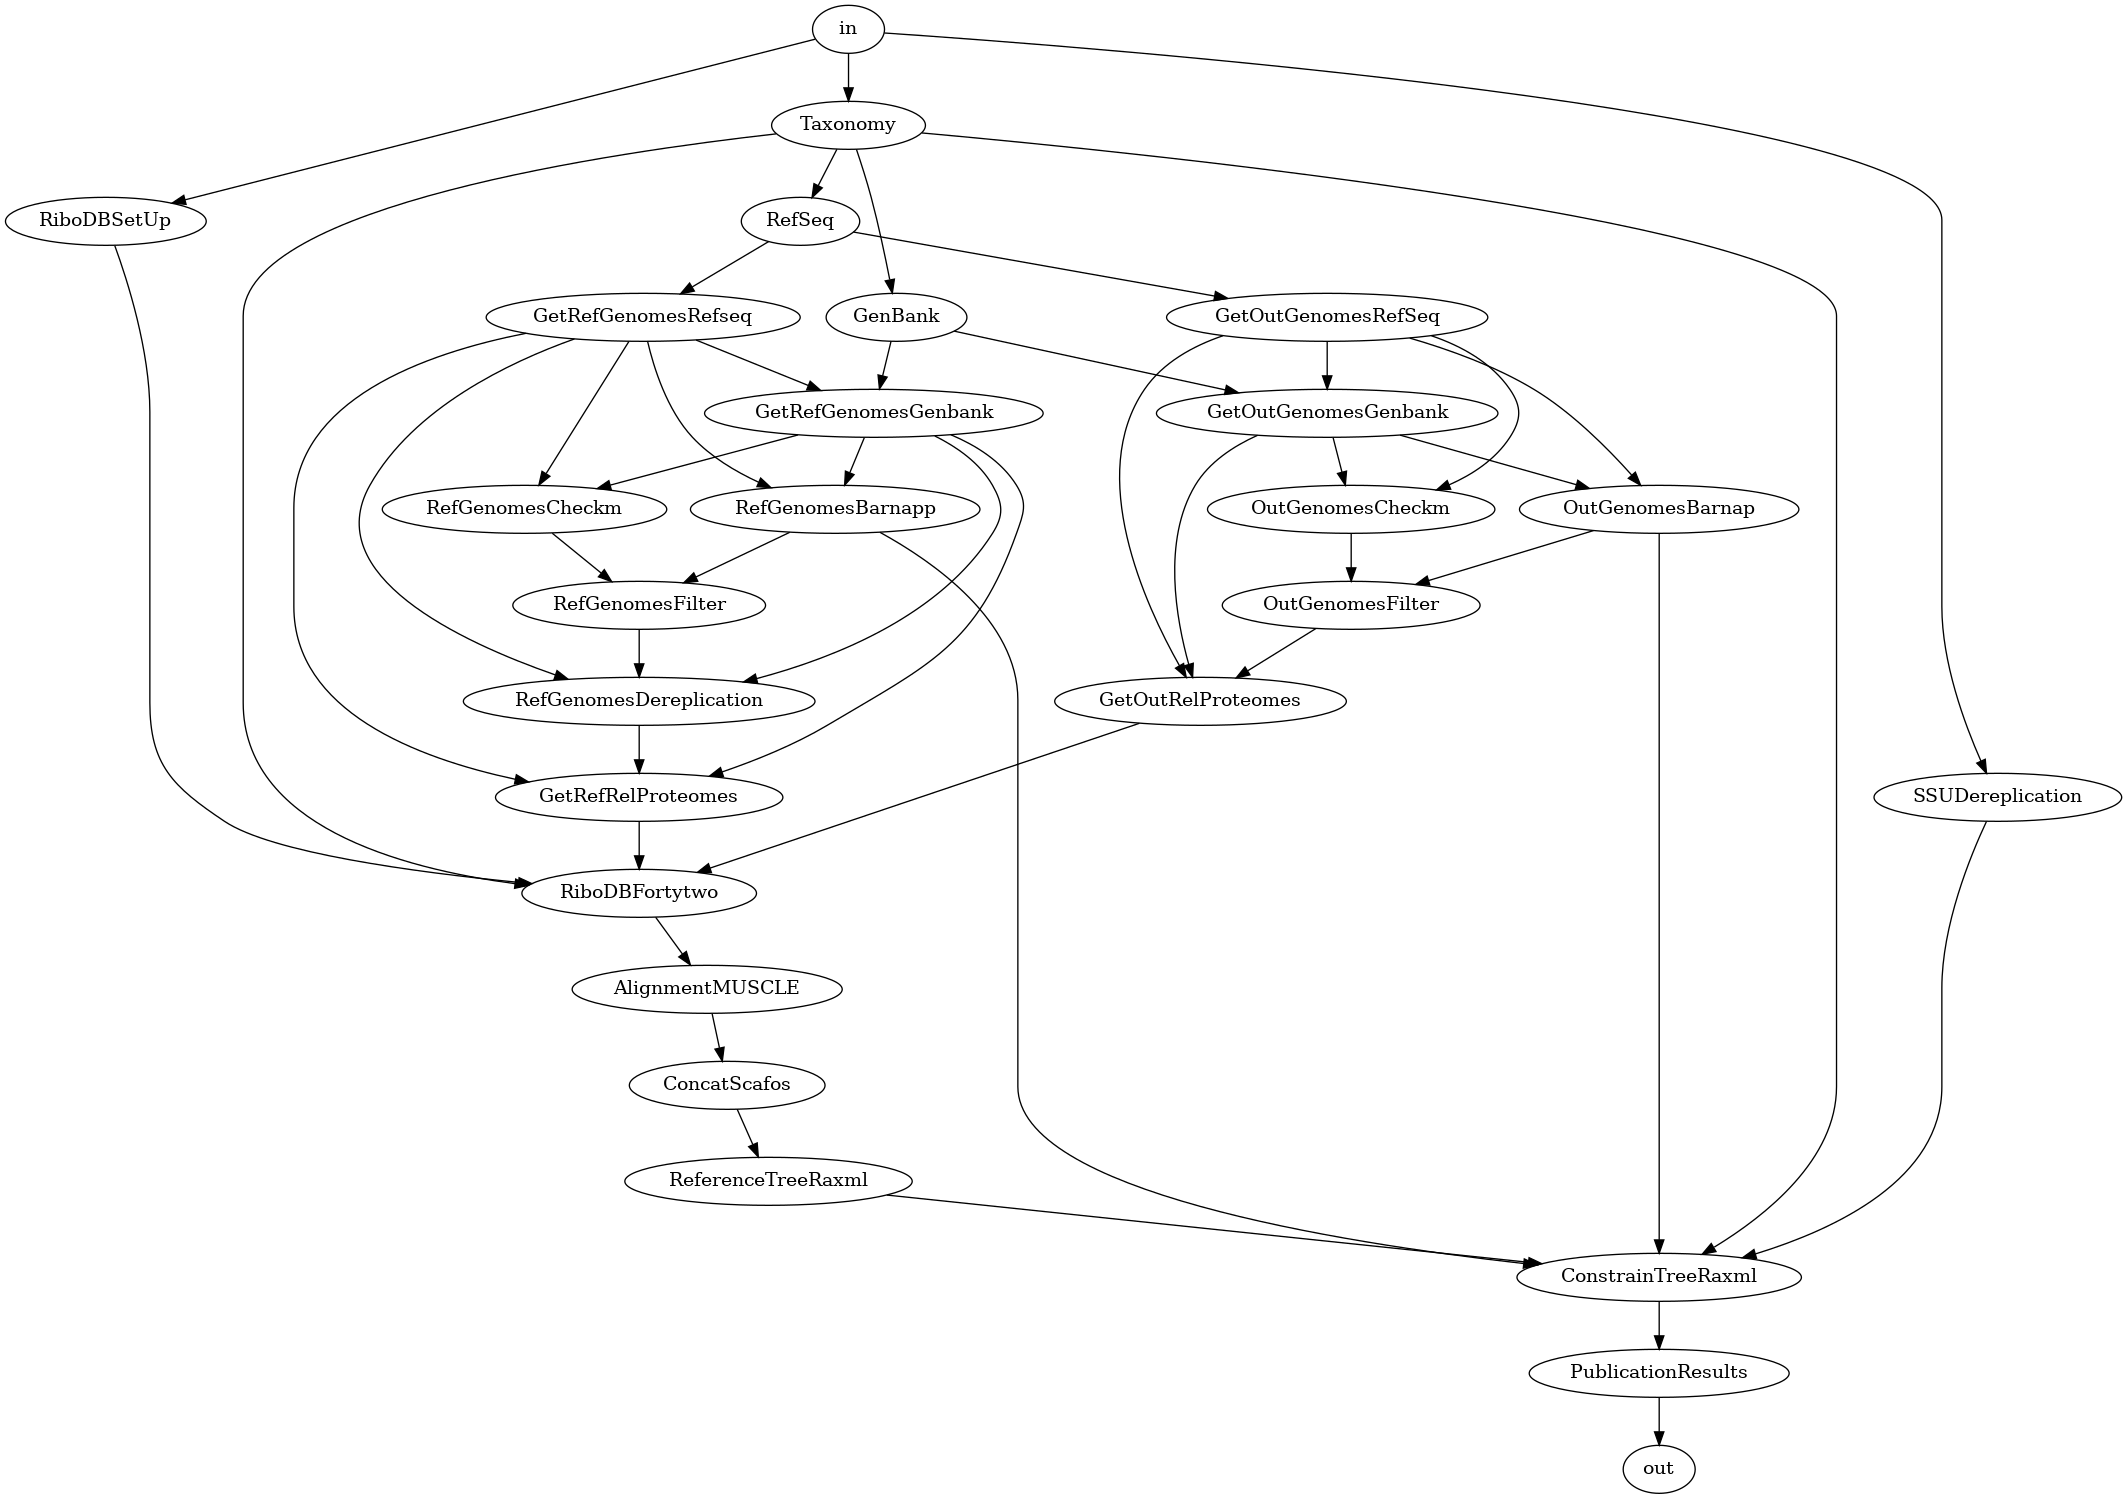 in
Taxonomy
RiboDBSetUp
RefSeq
GetRefGenomesRefseq
GenBank
GetOutGenomesRefSeq
GetRefGenomesGenbank
GetOutGenomesGenbank
RefGenomesCheckm
RefGenomesBarnapp
OutGenomesCheckm
OutGenomesBarnap
RefGenomesFilter
OutGenomesFilter
RefGenomesDereplication
GetOutRelProteomes
GetRefRelProteomes
SSUDereplication
RiboDBFortytwo
AlignmentMUSCLE
ConcatScafos
ReferenceTreeRaxml
ConstrainTreeRaxml
PublicationResults
out